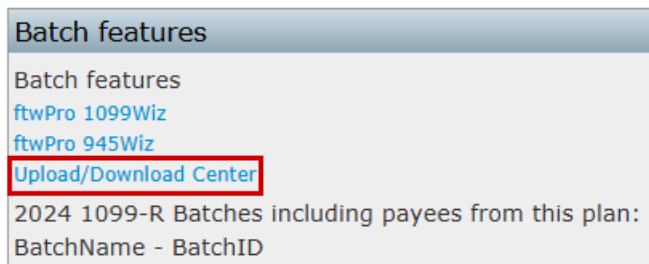 Batch features
Batch features
ftwPro 1099Wiz
ftwPro 945Wiz
Upload/Download Center
2024 1099-R Batches including payees from this plan:
BatchName - BatchID